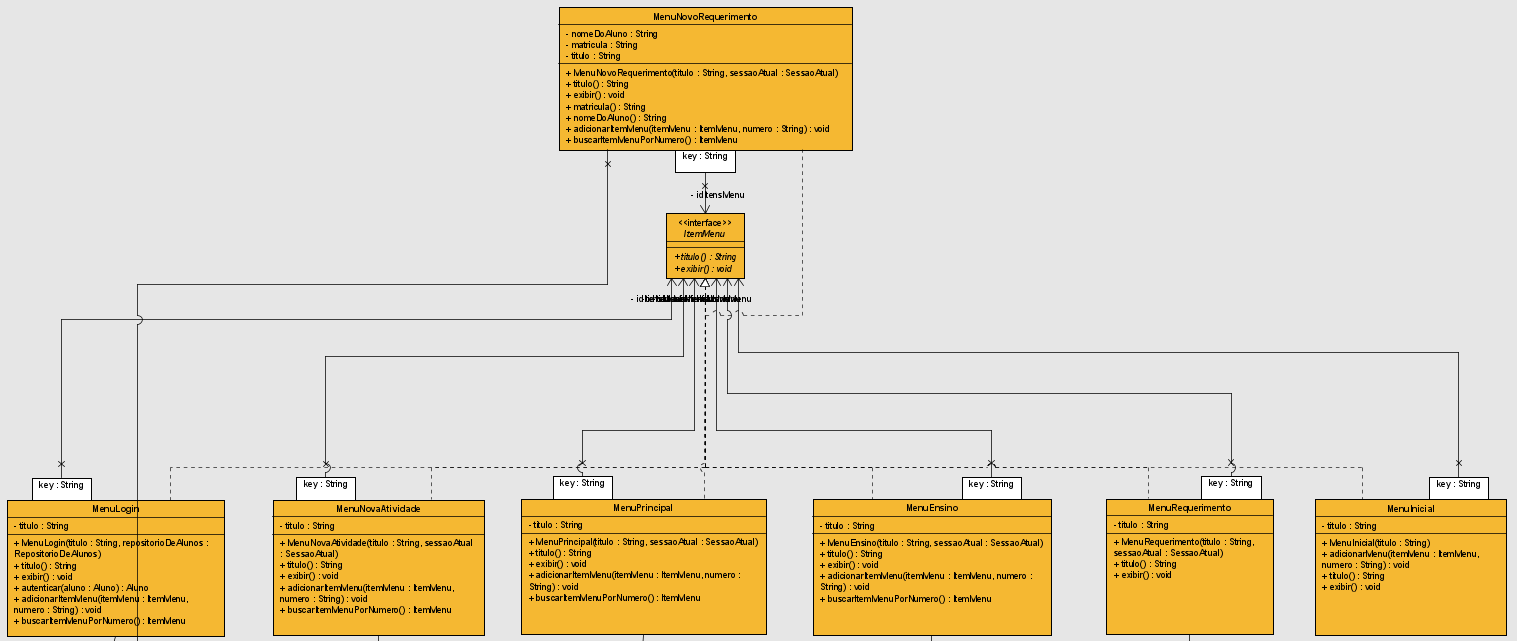 MenuNovoRequerimento
- nomeDoAluno : String
- matricula : String
- titulo : String
+ MenuNovoRequerimento(titulo : String, sessaoAtual : SessaoAtual)
+ titulo() : String
+ exibir() : void
+ matricula() : String
+ nomeDoAluno() : String
+ adicionarItemMenu(itemMenu : ItemMenu, numero : String) : void
+ buscarItemMenuPorNumero() : ItemMenu
key : String
- idItensMenu
<<interface>>
ItemMenu
+titulo() : String
+exibir() : void
key : String
MenuLogin
- titulo : String
+ MenuLogin(titulo : String, repositorioDeAlunos :
RepositorioDeAlunos)
+ titulo() : String
+ exibir() : void
+ autenticar(aluno : Aluno) : Aluno
+ adicionarItemMenu(itemMenu : ItemMenu,
numero : String) : void
+ buscarItemMenuPorNumero() : ItemMenu
key : String
MenuNovaAtividade
- titulo : String
+ MenuNovaAtividade(titulo : String, sessaoAtual
: SessaoAtual)
+ titulo() : String
+ exibir() : void
+ adicionarItemMenu(itemMenu : ItemMenu,
numero : String) : void
+ buscarItemMenuPorNumero() : ItemMenu
key : String
MenuPrincipal
- titulo : String
+ MenuPrincipal(titulo : String, sessaoAtual : SessaoAtual)
+titulo() : String
+ exibir() : void
+ adicionarItemMenu(itemMenu : ItemMenu, numero :
String) : void
+ buscarItemMenuPorNumero() : ItemMenu
key : String
MenuEnsino
- titulo : String
+ MenuEnsino(titulo : String, sessaoAtual : SessaoAtual)
+ titulo() : String
+ exibir() : void
+ adicionarItemMenu(itemMenu : ItemMenu, numero :
String) : void
+ buscarItemMenuPorNumero() : ItemMenu
key : String
MenuRequerimento
- titulo : String
+ MenuRequerimento(titulo : String,
sessaoAtual : SessaoAtual)
+ titulo() : String
+ exibir() : void
key : String
MenuInicial
- titulo : String
+ MenuInicial(titulo : String)
+ adicionarMenu(itemMenu : ItemMenu,
numero : String) : void
+ titulo() : String
+ exibir() : void